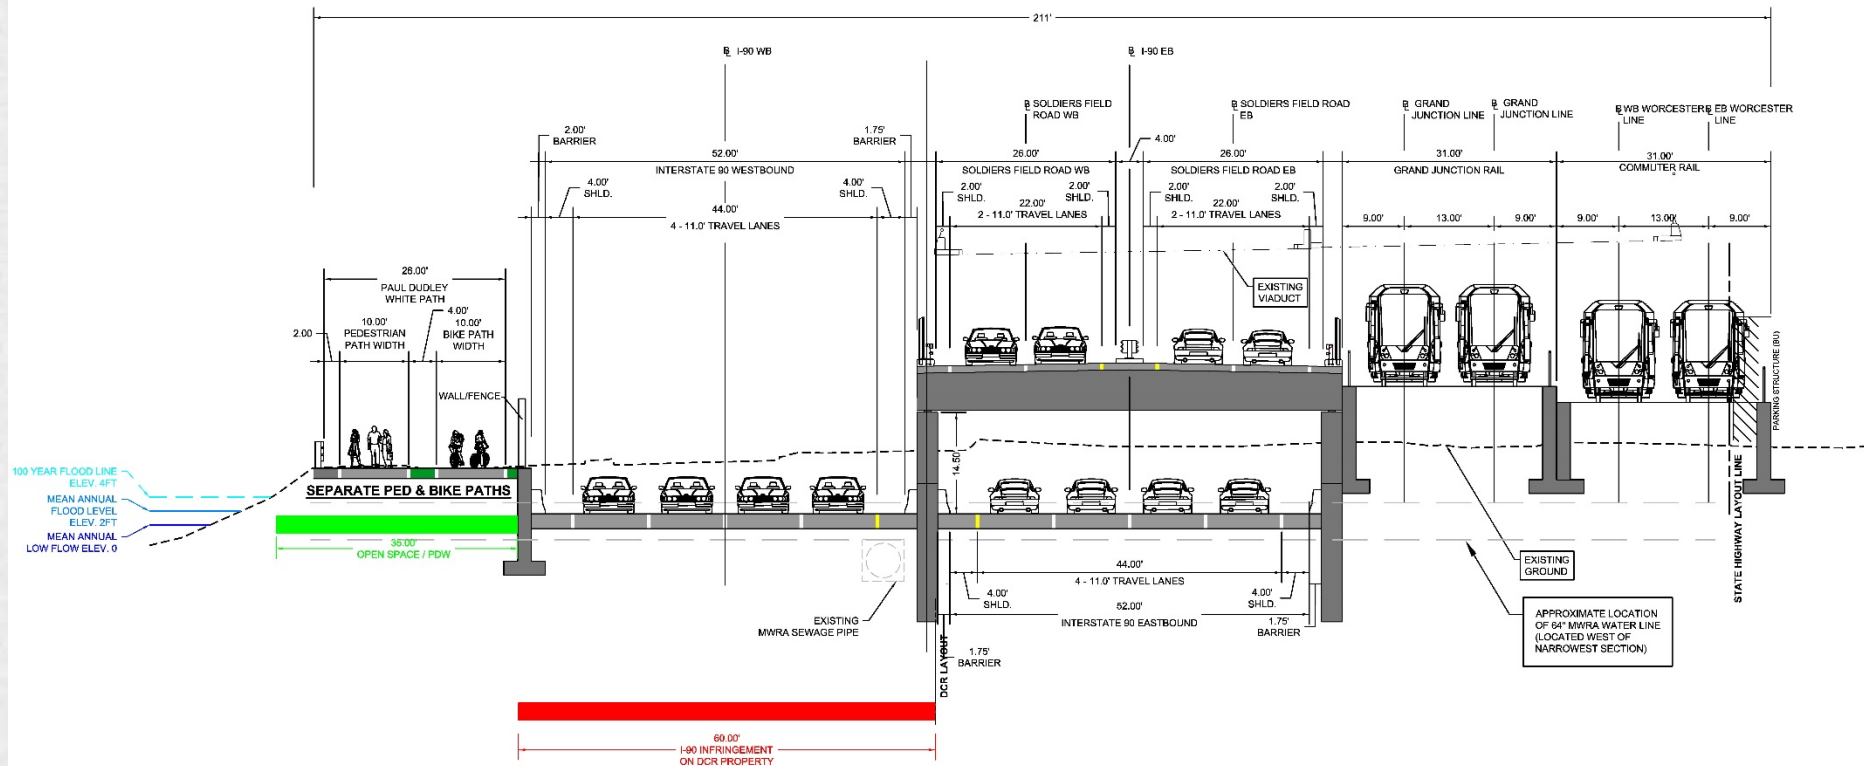 211'
℄ I-90 WB
℄ I-90 EB
℄ SOLDIERS FIELD
ROAD WB
℄ SOLDIERS FIELD ROAD
EB
℄ GRAND
JUNCTION LINE
℄ GRAND
JUNCTION LINE
℄ WB WORCESTER
LINE
℄ EB WORCESTER
LINE
2.00'
BARRIER
1.75'
BARRIER
4.00'
52.00'
INTERSTATE 90 WESTBOUND
26.00'
SOLDIERS FIELD ROAD WB
26.00'
SOLDIERS FIELD ROAD EB
31.00'
GRAND JUNCTION RAIL
31.00'
COMMUTER RAIL
4.00'
SHLD.
4.00'
SHLD.
2.00'
SHLD.
2.00'
SHLD.
2.00'
SHLD.
2.00'
SHLD.
44.00'
4 - 11.0' TRAVEL LANES
22.00'
2 - 11.0' TRAVEL LANES
22.00'
2 - 11.0' TRAVEL LANES
9.00'
13.00'
9.00'
9.00'
13.00'
9.00'
26.00'
PAUL DUDLEY
WHITE PATH
EXISTING
VIADUCT
4.00'
2.00
10.00'
PEDESTRIAN
PATH WIDTH
10.00'
BIKE PATH
WIDTH
PARKING STRUCTURE (BU)
WALL/FENCE
14.50'
100 YEAR FLOOD LINE
ELEV. 4FT
MEAN ANNUAL
FLOOD LEVEL
ELEV. 2FT
MEAN ANNUAL
LOW FLOW ELEV. 0
SEPARATE PED & BIKE PATHS
35.00'
OPEN SPACE / PDW
STATE HIGHWAY LAYOUT LINE
EXISTING
GROUND
44.00'
4 - 11.0' TRAVEL LANES
4.00'
SHLD.
4.00'
SHLD.
52.00'
INTERSTATE 90 EASTBOUND
1.75'
BARRIER
EXISTING
MWRA SEWAGE PIPE
APPROXIMATE LOCATION
OF 64" MWRA WATER LINE
(LOCATED WEST OF
NARROWEST SECTION)
DCR LAYOUT
1.75'
BARRIER
60.00'
I-90 INFRINGEMENT
ON DCR PROPERTY